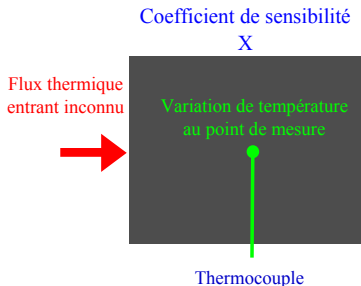 Coefficient de sensibilité
X
Flux thermique
entrant inconnu
Variation de température
au point de mesure
Thermocouple